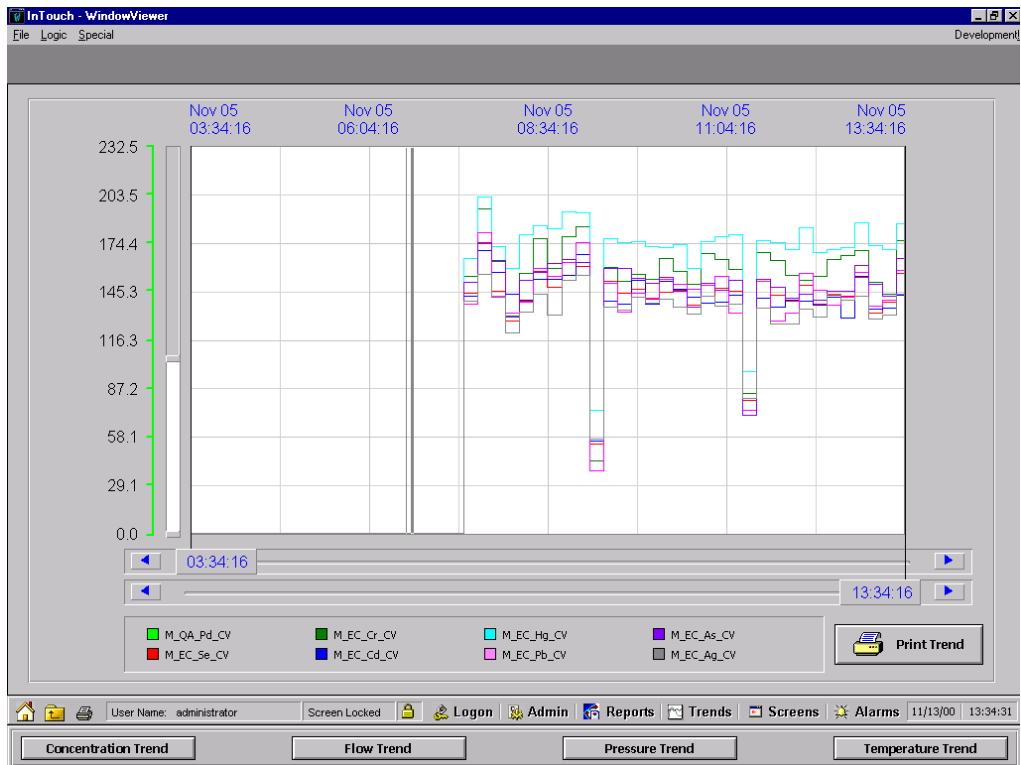 InTouch - WindowViewer
File Logic Special Development!
Nov 05 Nov 05 Nov 05 Nov 05 Nov 05
03:34:16 06:04:16 08:34:16 11:04:16 13:34:16
232.5
203.5
174.4
145.3
116.3
87.2
58.1
29.1
0.0
03:34:16
13:34:16
M_QA_Pd_CV M_EC_Cr_CV M_EC_Hg_CV M_EC_As_CV
M_EC_Se_CV M_EC_Cd_CV M_EC_Pb_CV M_EC_Ag_CV
Print Trend
User Name: administrator Screen Locked Logon Admin Reports Trends Screens Alarms 11/13/00 13:34:31
Concentration Trend Flow Trend Pressure Trend Temperature Trend